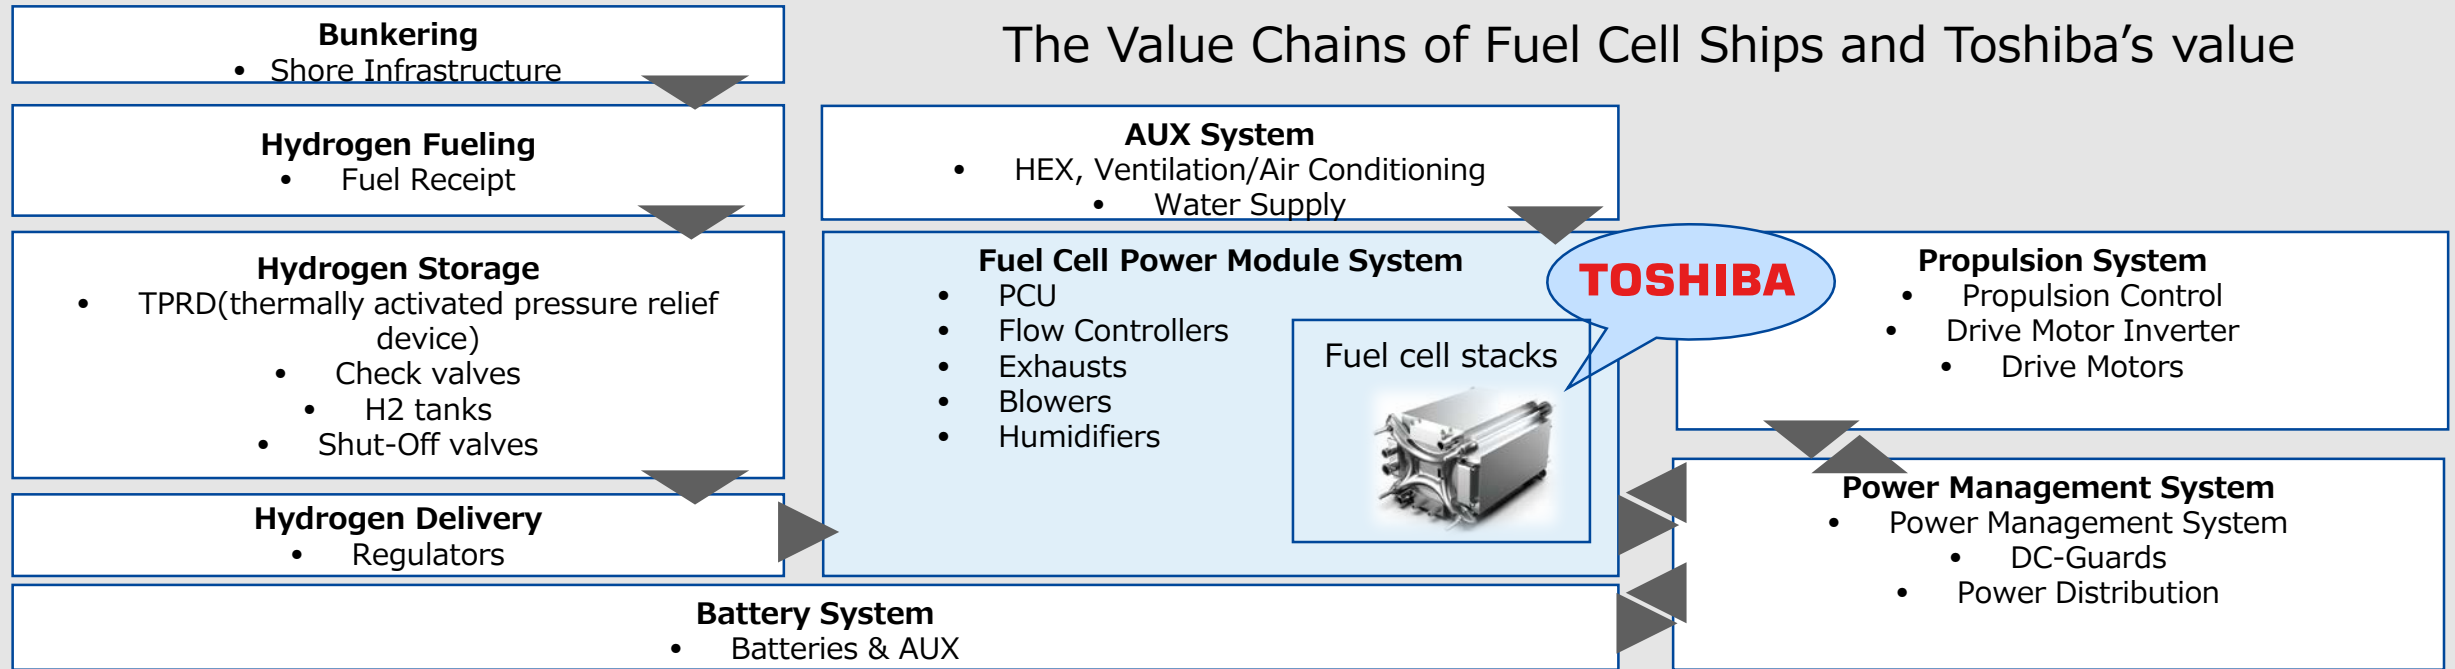 The Value Chains of Fuel Cell Ships and Toshiba’s value
Bunkering
• Shore Infrastructure
Hydrogen Fueling
• Fuel Receipt
Hydrogen Storage
• TPRD(thermally activated pressure relief
device)
• Check valves
• H2 tanks
• Shut-Off valves
Hydrogen Delivery
• Regulators
AUX System
• HEX, Ventilation/Air Conditioning
• Water Supply
Fuel Cell Power Module System
• PCU
• Flow Controllers
• Exhausts
• Blowers
• Humidifiers
Fuel cell stacks
TOSHIBA
Propulsion System
• Propulsion Control
• Drive Motor Inverter
• Drive Motors
Power Management System
• Power Management System
• DC-Guards
• Power Distribution
Battery System
• Batteries & AUX